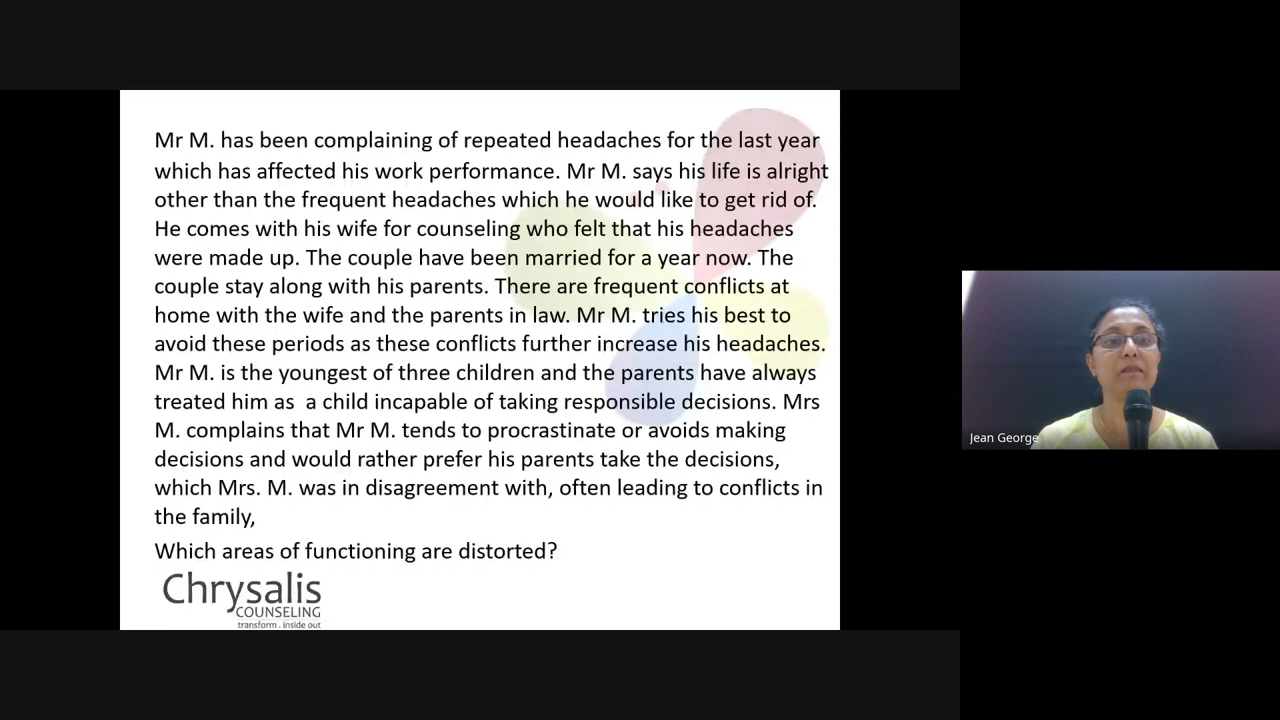 Mr M. has been complaining of repeated headaches for the last year
which has affected his work performance. Mr M. says his life is alright
other than the frequent headaches which he would like to get rid of.
He comes with his wife for counseling who felt that his headaches
were made up. The couple have been married for a year now. The
couple stay along with his parents. There are frequent conflicts at
home with the wife and the parents in law. Mr M. tries his best to
avoid these periods as these conflicts further increase his headaches.
Mr M. is the youngest of three children and the parents have always
treated him as  a child incapable of taking responsible decisions. Mrs
M. complains that Mr M. tends to procrastinate or avoids making
decisions and would rather prefer his parents take the decisions,
which Mrs. M. was in disagreement with, often leading to conflicts in
the family,
Which areas of functioning are distorted?
Chrysalis
COUNSELING
transform . inside out
Jean George